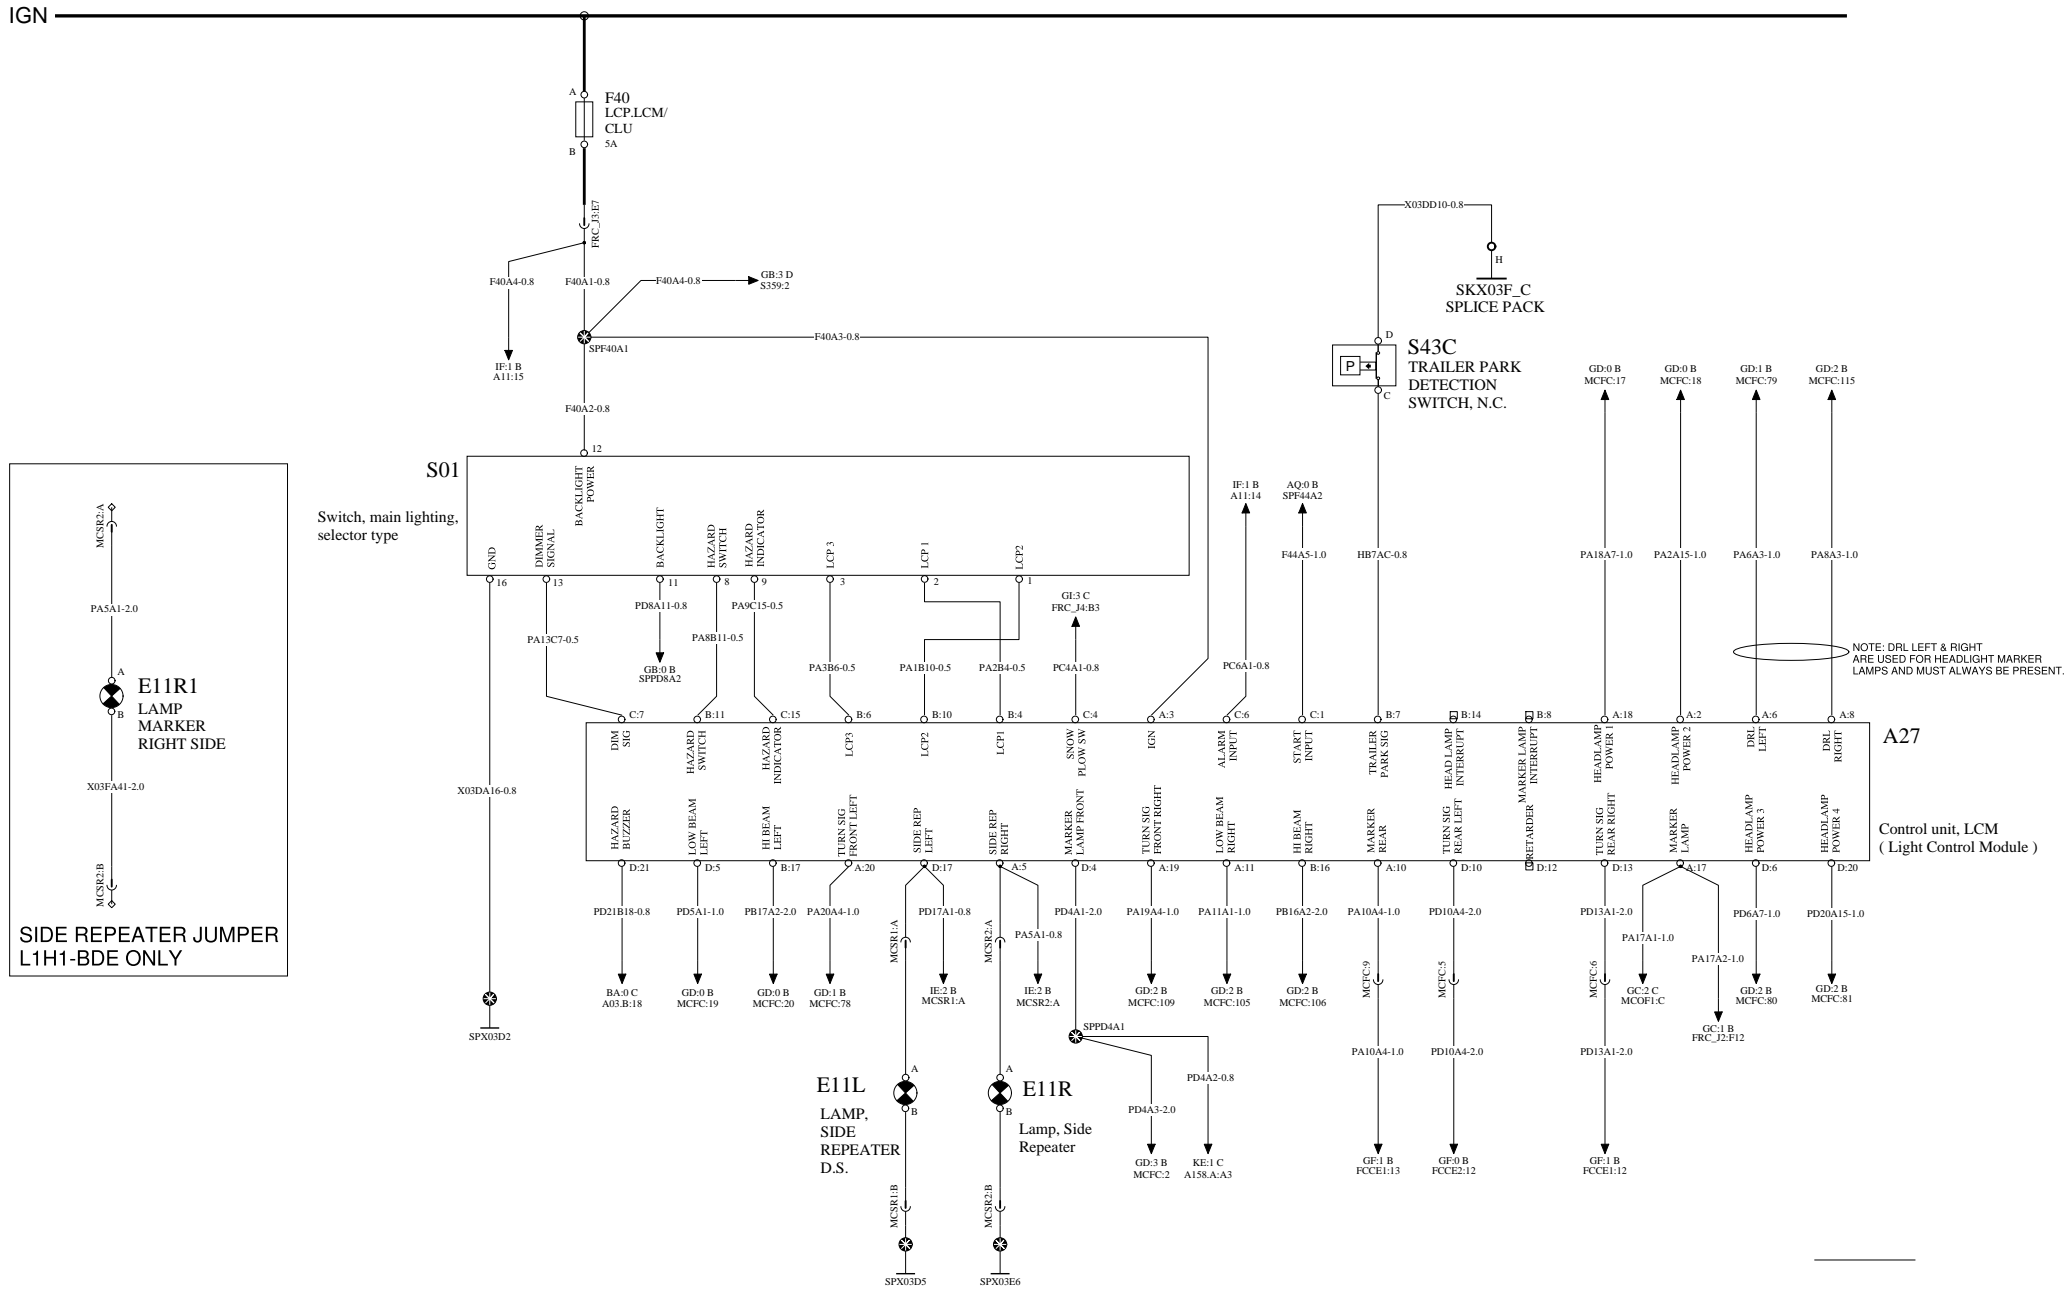 IGN
A
F40
LCP.LCM/
CLU
5A
B
FRC_J3:E7
F40A4-0.8
F40A1-0.8
F40A4-0.8
GB:3 D
S359:2
IF:1 B
A11:15
SPF40A1
F40A3-0.8
F40A2-0.8
X03DD10-0.8
H
SKX03F_C
SPLICE PACK
D
P
C
S43C
TRAILER PARK
DETECTION
SWITCH, N.C.
GD:0 B
MCFC:17
GD:0 B
MCFC:18
GD:1 B
MCFC:79
GD:2 B
MCFC:115
12
S01
Switch, main lighting,
selector type
BACKLIGHT
POWER
GND
DIMMER
SIGNAL
BACKLIGHT
HAZARD
SWITCH
HAZARD
INDICATOR
LCP 3
LCP 1
LCP2
16
13
11
8
9
3
2
1
IF:1 B
A11:14
AQ:0 B
SPF44A2
F44A5-1.0
HB7AC-0.8
PA18A7-1.0
PA2A15-1.0
PA6A3-1.0
PA8A3-1.0
PD8A11-0.8
PA9C15-0.5
GI:3 C
FRC_J4:B3
PA13C7-0.5
PA8B11-0.5
GB:0 B
SPPD8A2
PA3B6-0.5
PA1B10-0.5
PA2B4-0.5
PC4A1-0.8
PC6A1-0.8
NOTE: DRL LEFT & RIGHT
ARE USED FOR HEADLIGHT MARKER
LAMPS AND MUST ALWAYS BE PRESENT.
C:7
B:11
C:15
B:6
B:10
B:4
C:4
A:3
C:6
C:1
B:7
B:14
B:8
A:18
A:2
A:6
A:8
DIM
SIG
HAZARD
SWITCH
HAZARD
INDICATOR
LCP3
LCP2
LCP1
SNOW
PLOW SW
IGN
ALARM
INPUT
START
INPUT
TRAILER
PARK SIG
HEAD LAMP
INTERRUPT
MARKER LAMP
INTERRUPT
HEADLAMP
POWER 1
HEADLAMP
POWER 2
DRL
LEFT
DRL
RIGHT
A27
Control unit, LCM
( Light Control Module )
HAZARD
BUZZER
LOW BEAM
LEFT
HI BEAM
LEFT
TURN SIG
FRONT LEFT
SIDE REP
LEFT
SIDE REP
RIGHT
MARKER
LAMP FRONT
TURN SIG
FRONT RIGHT
LOW BEAM
RIGHT
HI BEAM
RIGHT
MARKER
REAR
TURN SIG
REAR LEFT
RETARDER
TURN SIG
REAR RIGHT
MARKER
LAMP
HEADLAMP
POWER 3
HEADLAMP
POWER 4
D:21
D:5
B:17
A:20
D:17
A:5
D:4
A:19
A:11
B:16
A:10
D:10
D:12
D:13
A:17
D:6
D:20
X03DA16-0.8
SPX03D2
PD21B18-0.8
PD5A1-1.0
PB17A2-2.0
PA20A4-1.0
PD17A1-0.8
PA5A1-0.8
PD4A1-2.0
PA19A4-1.0
PA11A1-1.0
PB16A2-2.0
PA10A4-1.0
PD10A4-2.0
PD13A1-2.0
PA17A1-1.0
PA17A2-1.0
PD6A7-1.0
PD20A15-1.0
MCSR1:A
MCSR2:A
MCFC:9
MCFC:5
MCFC:6
BA:0 C
A03.B:18
GD:0 B
MCFC:19
GD:0 B
MCFC:20
GD:1 B
MCFC:78
IE:2 B
MCSR1:A
IE:2 B
MCSR2:A
GD:2 B
MCFC:109
GD:2 B
MCFC:105
GD:2 B
MCFC:106
GC:2 C
MCOF1:C
GC:1 B
FRC_J2:F12
GD:2 B
MCFC:80
GD:2 B
MCFC:81
SPPD4A1
PA10A4-1.0
PD10A4-2.0
PD13A1-2.0
PD4A2-0.8
PD4A3-2.0
E11L
LAMP,
SIDE
REPEATER
D.S.
A
B
E11R
Lamp, Side
Repeater
A
B
GD:3 B
MCFC:2
KE:1 C
A158.A:A3
GF:1 B
FCCE1:13
GF:0 B
FCCE2:12
GF:1 B
FCCE1:12
MCSR1:B
MCSR2:B
SPX03D5
SPX03E6
MCSR2:A
PA5A1-2.0
A
E11R1
LAMP
MARKER
RIGHT SIDE
B
X03FA41-2.0
MCSR2:B
SIDE REPEATER JUMPER
L1H1-BDE ONLY